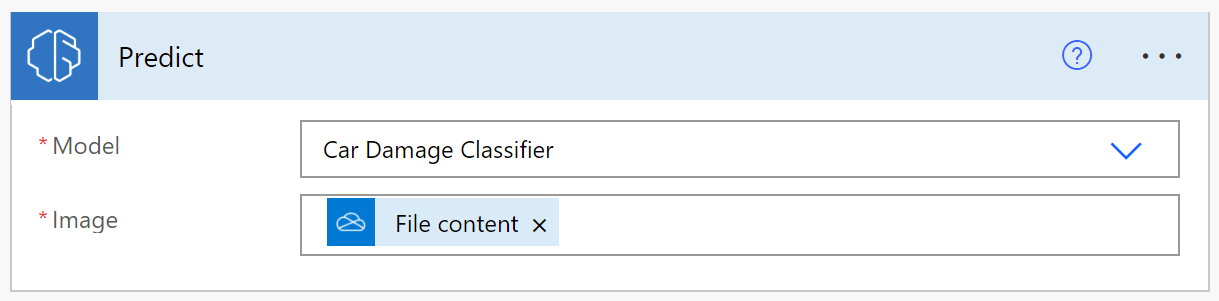 Predict
* Model
Car Damage Classifier
* Image
File content ×